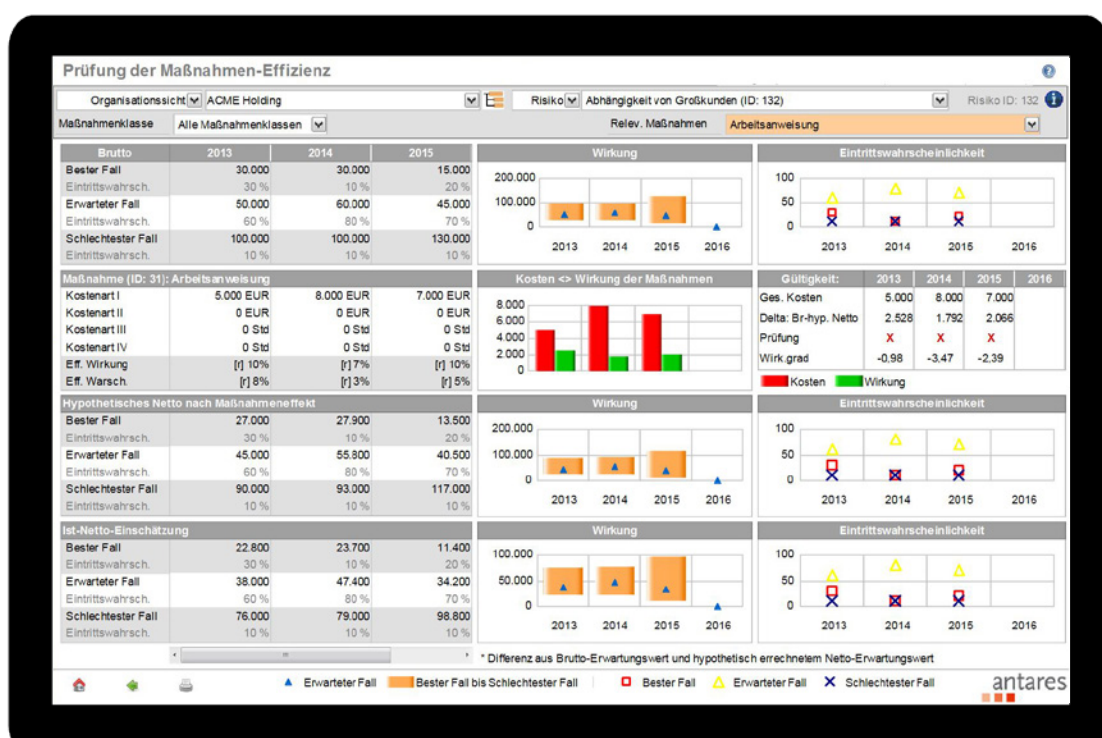 Prüfung der Maßnahmen-Effizienz
Organisationssicht ACME Holding Risiko Abhängigkeit von Großkunden (ID: 132) Risiko ID: 132
Maßnahmenklasse Alle Maßnahmenklassen Relev. Maßnahmen Arbeitsanweisung
Brutto 2013 2014 2015
Bester Fall 30.000 30.000 15.000
Eintrittswahrsch. 30 % 10 % 20 %
Erwarteter Fall 50.000 60.000 45.000
Eintrittswahrsch. 60 % 80 % 70 %
Schlechtester Fall 100.000 100.000 130.000
Eintrittswahrsch. 10 % 10 % 10 %
Wirkung
200.000
100.000
0
2013 2014 2015 2016
Eintrittswahrscheinlichkeit
100
50
0
2013 2014 2015 2016
Maßnahme (ID: 31): Arbeitsanweisung
Kostenart I 5.000 EUR 8.000 EUR 7.000 EUR
Kostenart II 0 EUR 0 EUR 0 EUR
Kostenart III 0 Std 0 Std 0 Std
Kostenart IV 0 Std 0 Std 0 Std
Eff. Wirkung [r] 10% [r] 7% [r] 10%
Eff. Warsch. [r] 8% [r] 3% [r] 5%
Kosten <> Wirkung der Maßnahmen
8.000
6.000
4.000
2.000
0
Gültigkeit: 2013 2014 2015 2016
Ges. Kosten 5.000 8.000 7.000
Delta: Br-hyp. Netto 2.528 1.792 2.066
Prüfung X X X
Wirk.grad -0,98 -3,47 -2,39
Kosten Wirkung
Hypothetisches Netto nach Maßnahmeneffekt
Bester Fall 27.000 27.900 13.500
Eintrittswahrsch. 30 % 10 % 20 %
Erwarteter Fall 45.000 55.800 40.500
Eintrittswahrsch. 60 % 80 % 70 %
Schlechtester Fall 90.000 93.000 117.000
Eintrittswahrsch. 10 % 10 % 10 %
Wirkung
200.000
100.000
0
2013 2014 2015 2016
Eintrittswahrscheinlichkeit
100
50
0
2013 2014 2015 2016
Ist-Netto-Einschätzung
Bester Fall 22.800 23.700 11.400
Eintrittswahrsch. 30 % 10 % 20 %
Erwarteter Fall 38.000 47.400 34.200
Eintrittswahrsch. 60 % 80 % 70 %
Schlechtester Fall 76.000 79.000 98.800
Eintrittswahrsch. 10 % 10 % 10 %
Wirkung
100.000
50.000
0
2013 2014 2015 2016
Eintrittswahrscheinlichkeit
100
50
0
2013 2014 2015 2016
* Differenz aus Brutto-Erwartungswert und hypothetisch errechnetem Netto-Erwartungswert
Erwarteter Fall Bester Fall bis Schlechtester Fall Bester Fall Erwarteter Fall Schlechtester Fall
antares